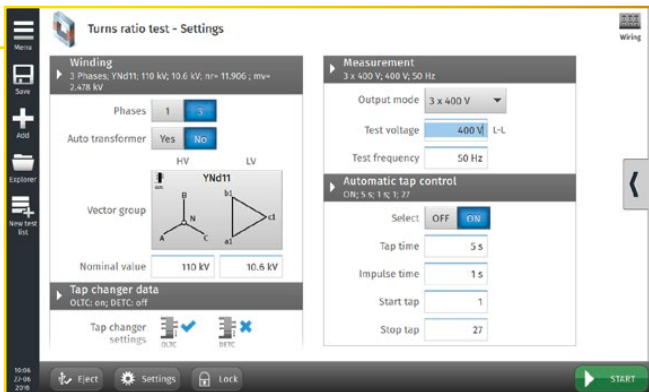 Turns ratio test - Settings
Wiring
Menu
Save
Add
Explorer
New test
list
10:06
27-06
2016
Winding
3 Phases; YNd11; 110 kV; 10.6 kV; nr= 11.906 ; mv=
2.478 kV
Phases 1 3
Auto transformer Yes No
HV LV
Vector group
YNd11
B
N
A C
b1
c1
a1
Nominal value 110 kV 10.6 kV
Tap changer data
OLTC: on; DETC: off
Tap changer
settings
OLTC DETC
Measurement
3 x 400 V; 400 V; 50 Hz
Output mode 3 x 400 V
Test voltage 400 V L-L
Test frequency 50 Hz
Automatic tap control
ON; 5 s; 1 s; 1; 27
Select OFF ON
Tap time 5 s
Impulse time 1 s
Start tap 1
Stop tap 27
Eject Settings Lock START